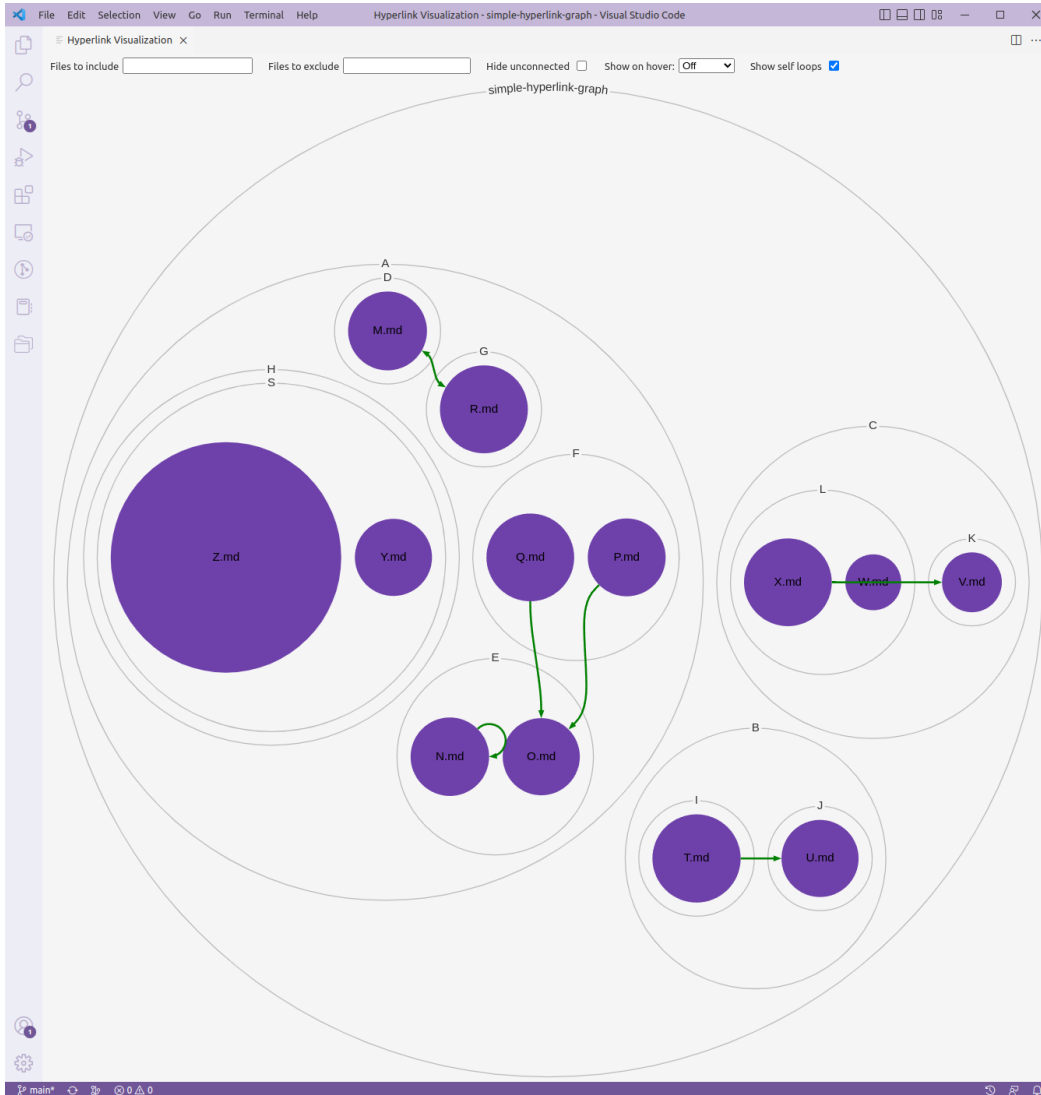 File Edit Selection View Go Run Terminal Help Hyperlink Visualization - simple-hyperlink-graph - Visual Studio Code
Hyperlink Visualization
Files to include Files to exclude Hide unconnected Show on hover: Off Show self loops
simple-hyperlink-graph
A
D
M.md
G
R.md
H
S
Z.md
Y.md
F
Q.md
P.md
E
N.md
O.md
C
L
X.md
W.md
K
V.md
B
I
T.md
J
U.md
1
1
main* 0 0